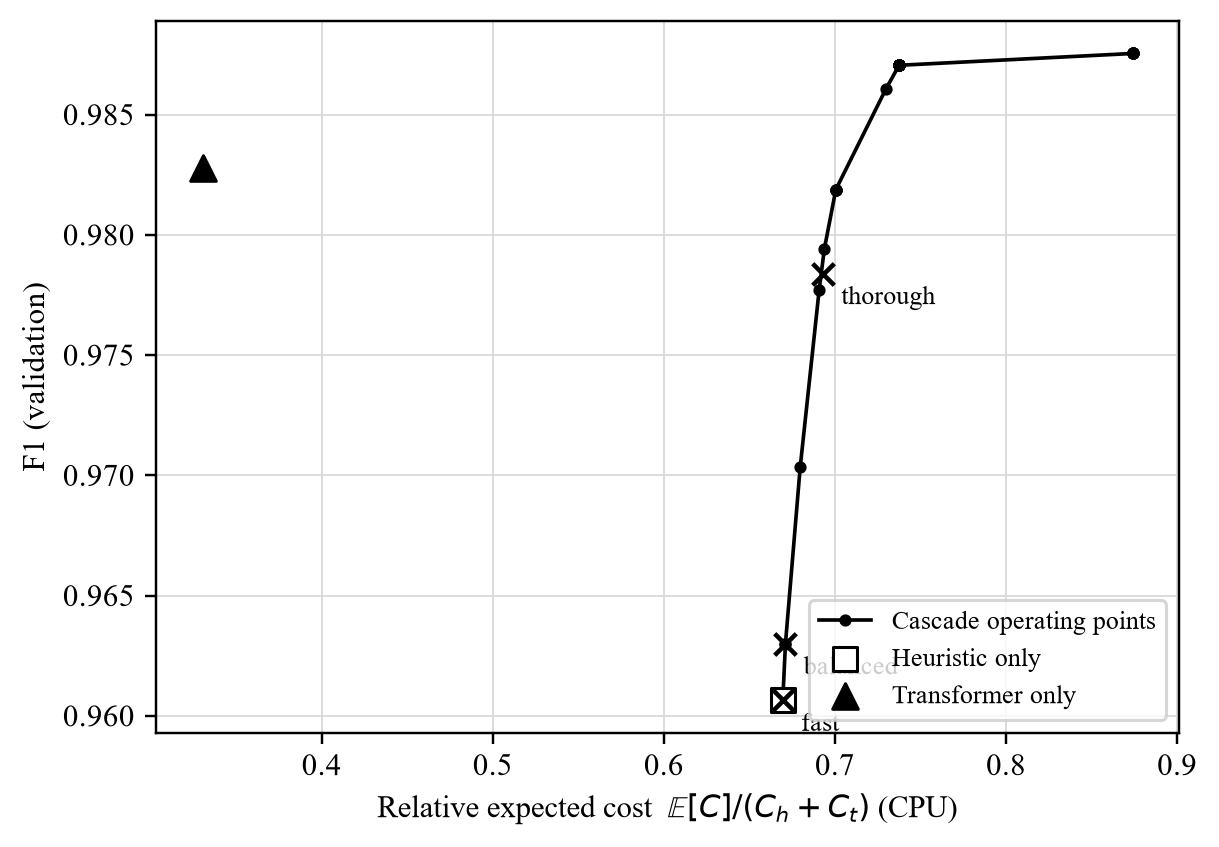 0.985
0.980
0.975
0.970
0.965
0.960
F1 (validation)
thorough
balanced
fast
Cascade operating points
Heuristic only
Transformer only
0.4 0.5 0.6 0.7 0.8 0.9
Relative expected cost 𝔼[C]/(Cₕ + Cₜ) (CPU)